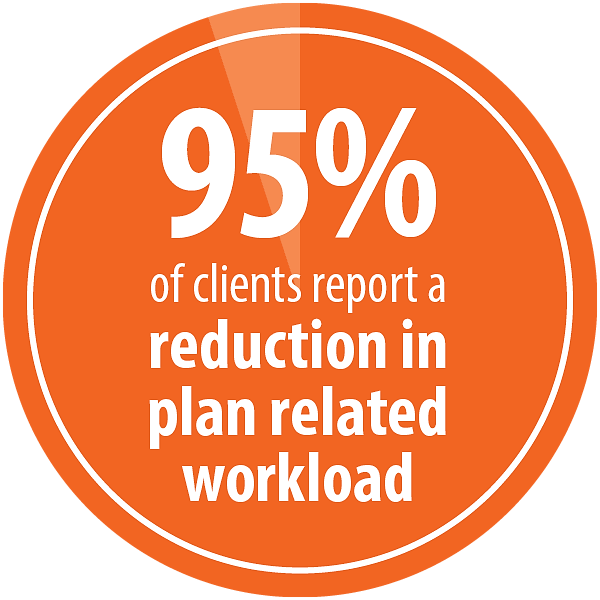 95%
of clients report a
reduction in
plan related
workload